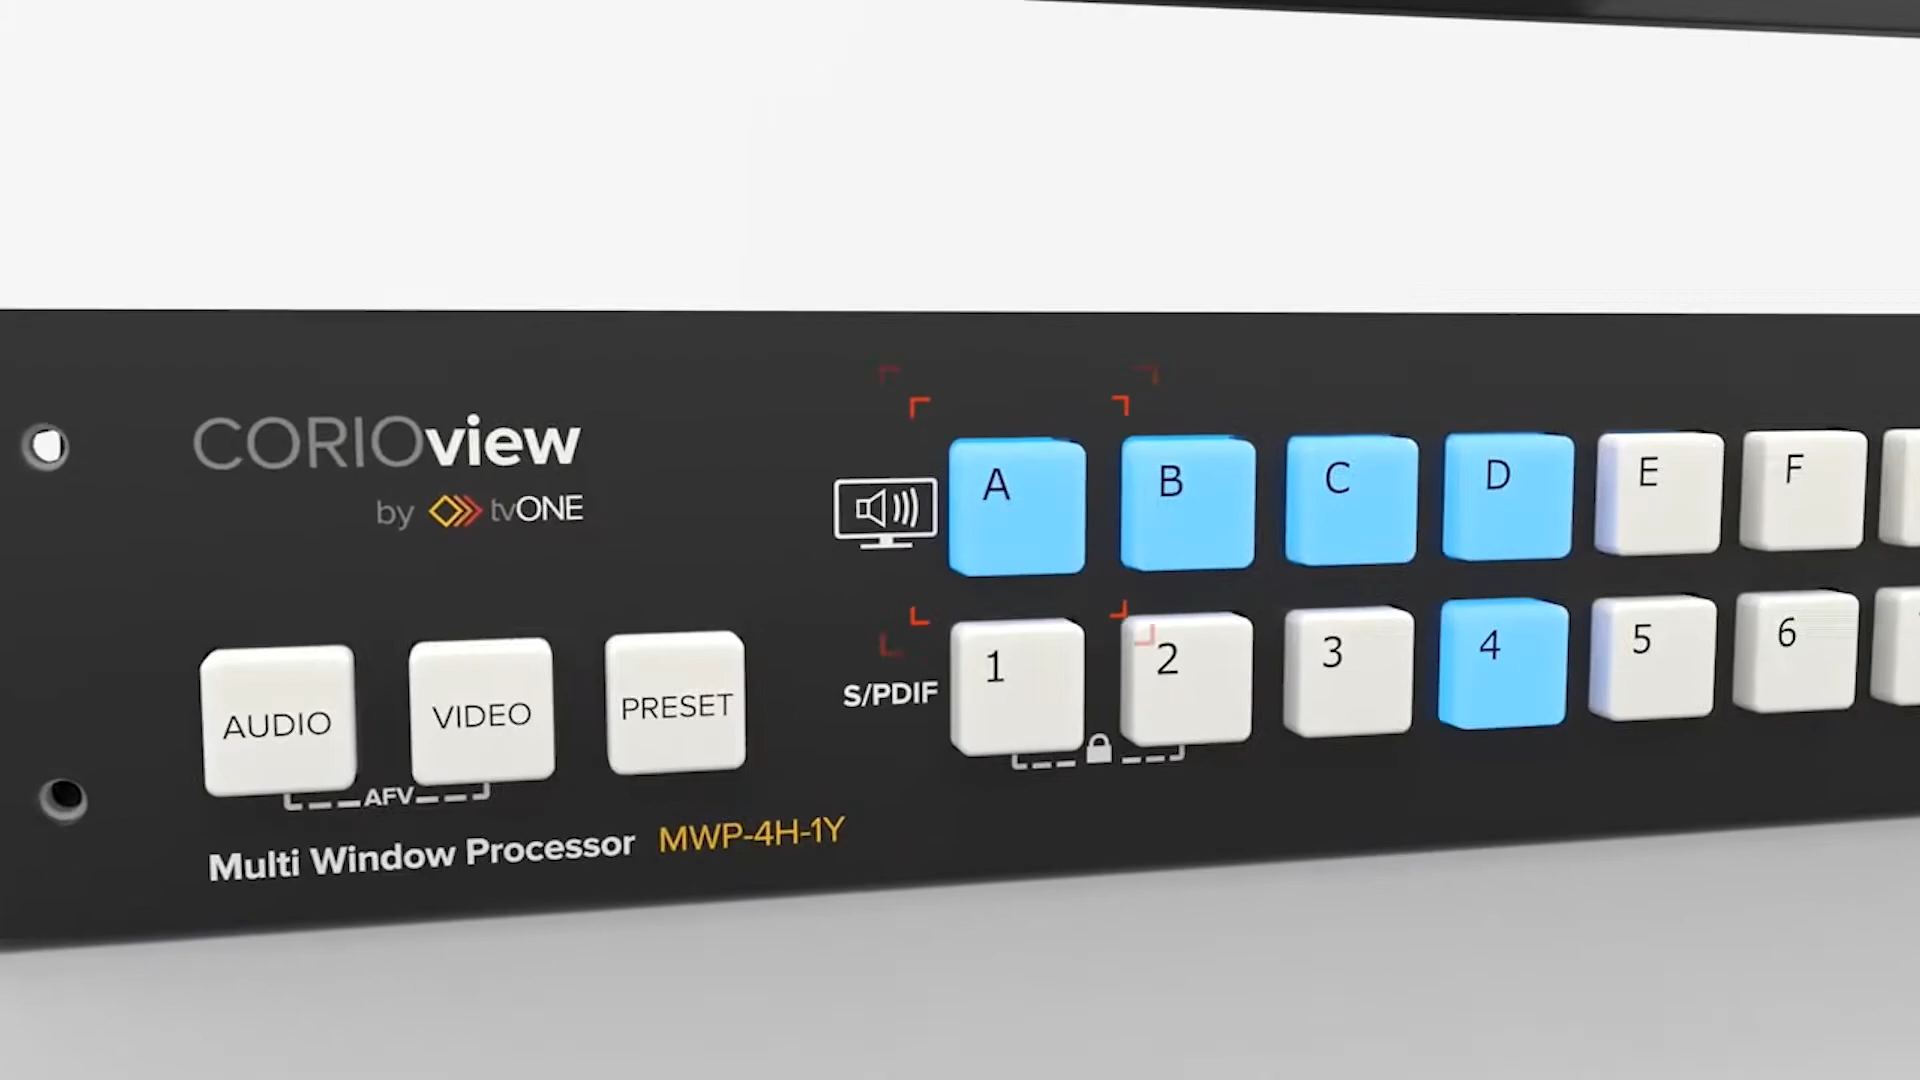 CORIOview
by tvONE
A B C D E F
S/PDIF
1 2 3 4 5 6
AUDIO VIDEO PRESET
AFV
Multi Window Processor MWP-4H-1Y